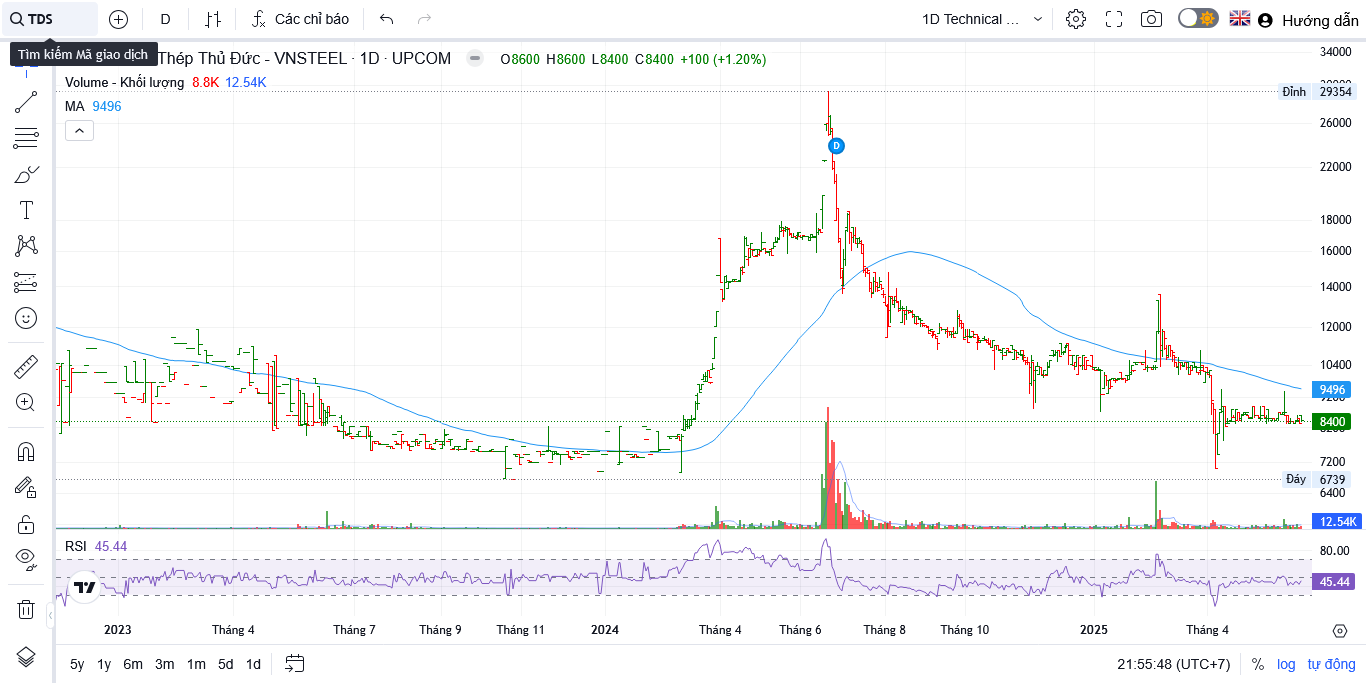 TDS
D
Các chỉ báo
1D Technical ...
Hướng dẫn
Tìm kiếm Mã giao dịch
Thép Thủ Đức - VNSTEEL · 1D · UPCOM
O8600 H8600 L8400 C8400 +100 (+1.20%)
Volume - Khối lượng 8.8K 12.54K
MA 9496
D
34000
Đỉnh 29354
26000
22000
18000
16000
14000
12000
10400
9496
8400
7200
Đáy 6739
6400
12.54K
RSI 45.44
80.00
45.44
2023 Tháng 4 Tháng 7 Tháng 9 Tháng 11 2024 Tháng 4 Tháng 6 Tháng 8 Tháng 10 2025 Tháng 4
5y 1y 6m 3m 1m 5d 1d
21:55:48 (UTC+7) % log tự động